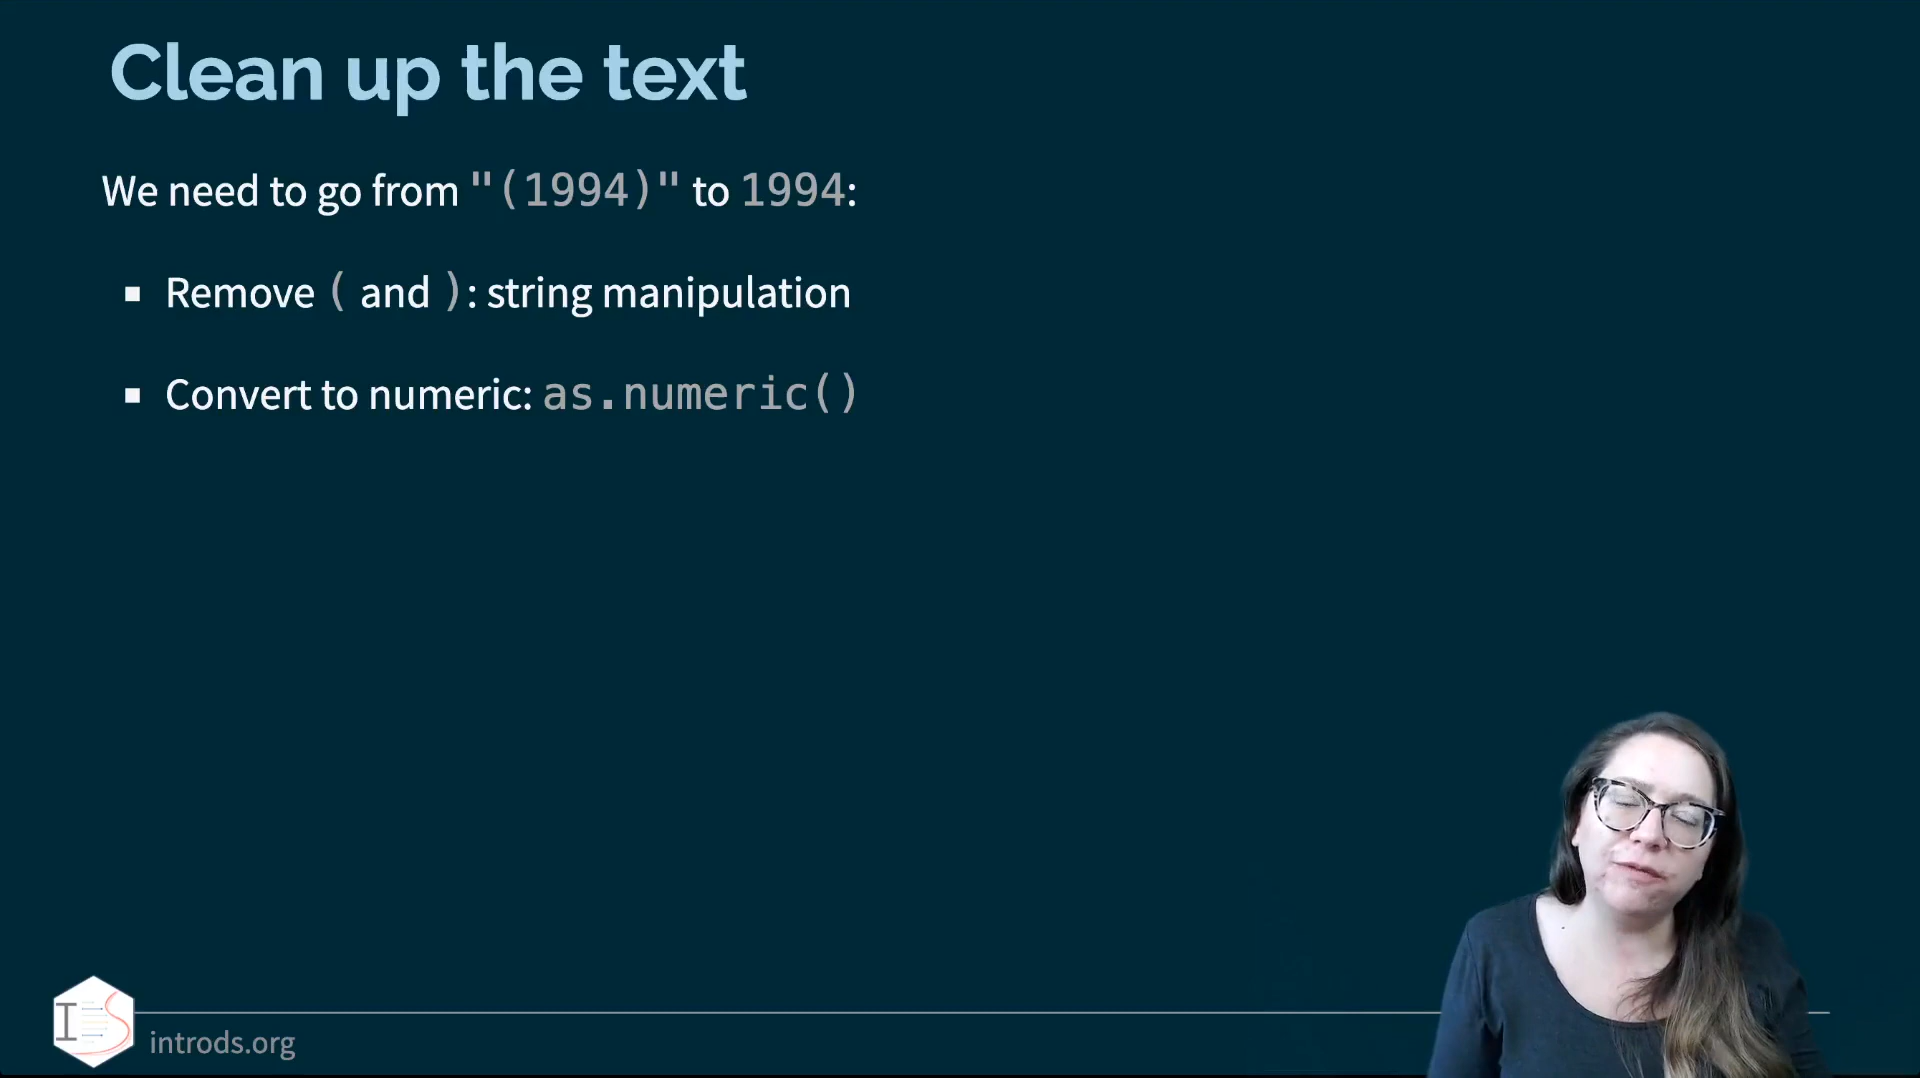 Clean up the text
We need to go from "(1994)" to 1994:
▪ Remove ( and ): string manipulation
▪ Convert to numeric: as.numeric()
IDS
introds.org